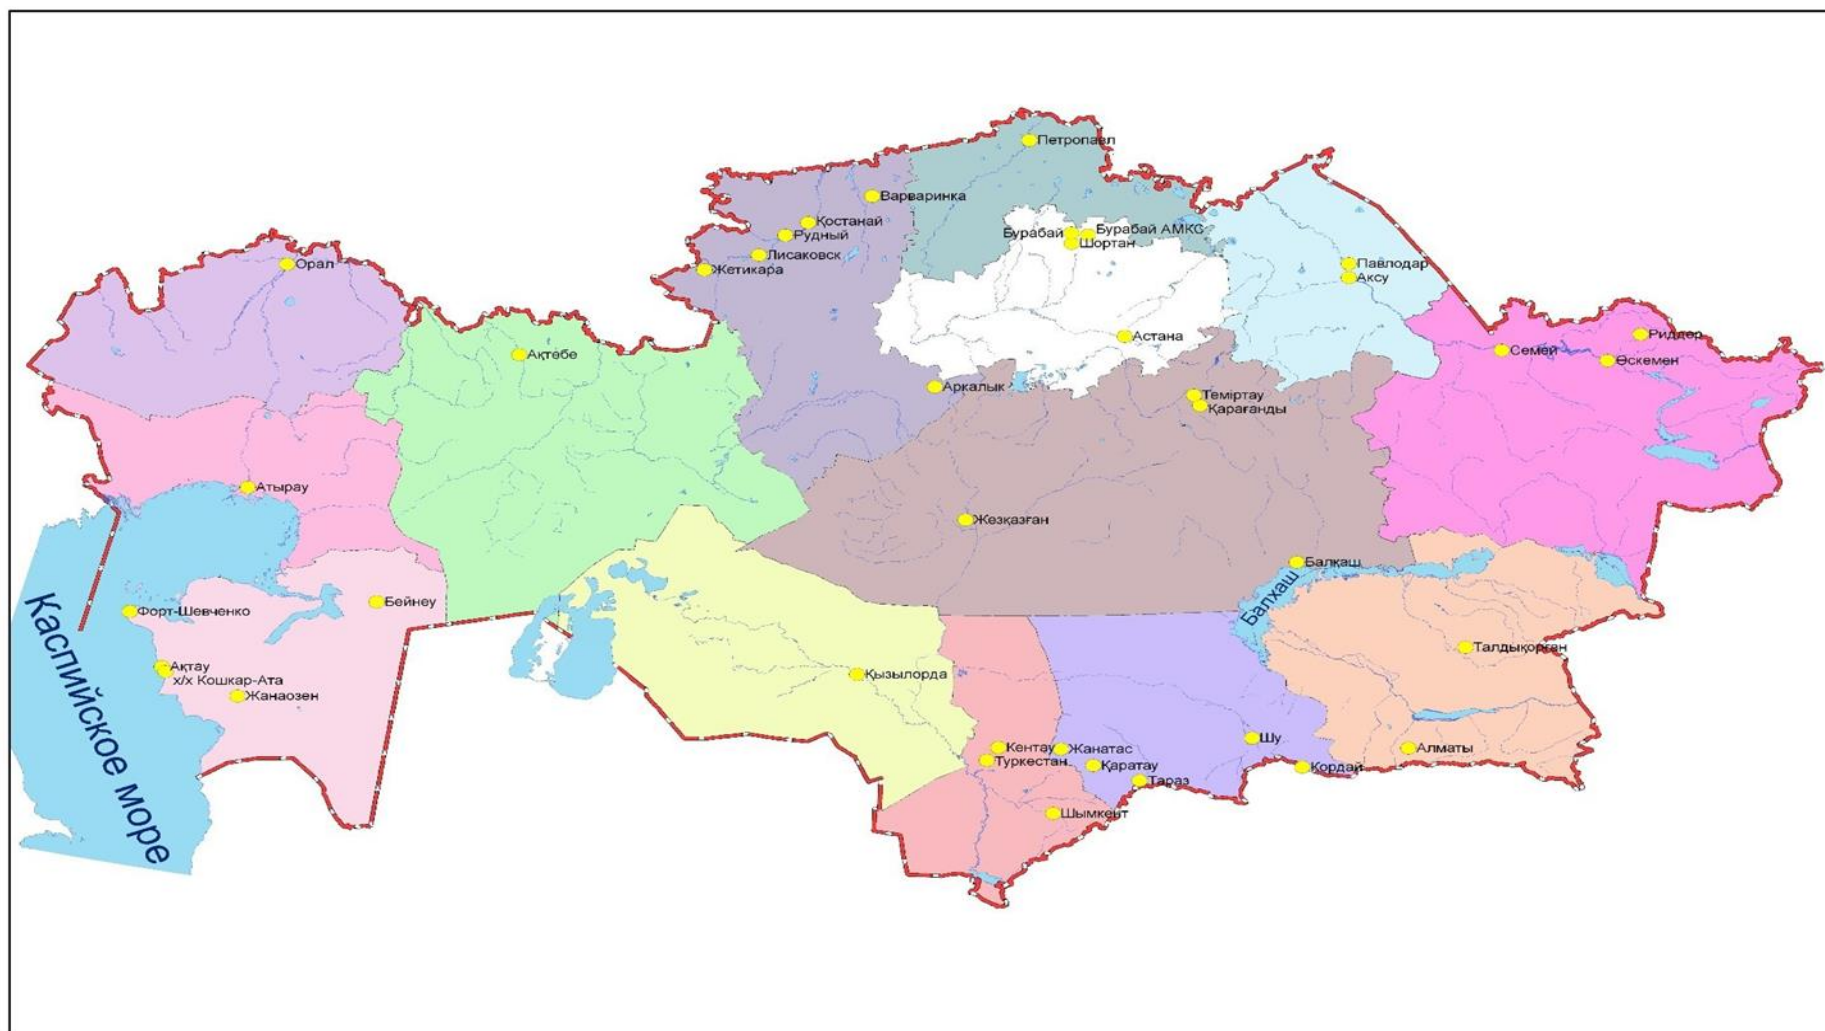 Петропавл
Варваринка
Қостанай
Рудный
Лисаковск
Жетикара
Бурабай
Бурабай АМКС
Шортан
Орал
Павлодар
Аксу
Астана
Ақтөбе
Риддер
Семей
Өскемен
Аркалык
Теміртау
Қарағанды
Атырау
Жезқазған
Балқаш
Балхаш
Бейнеу
Форт-Шевченко
Каспийское море
Талдықорған
Ақтау
х/х Кошкар-Ата
Жанаозен
Қызылорда
Кентау
Туркестан
Жанатас
Қаратау
Тараз
Шу
Қордай
Алматы
Шымкент